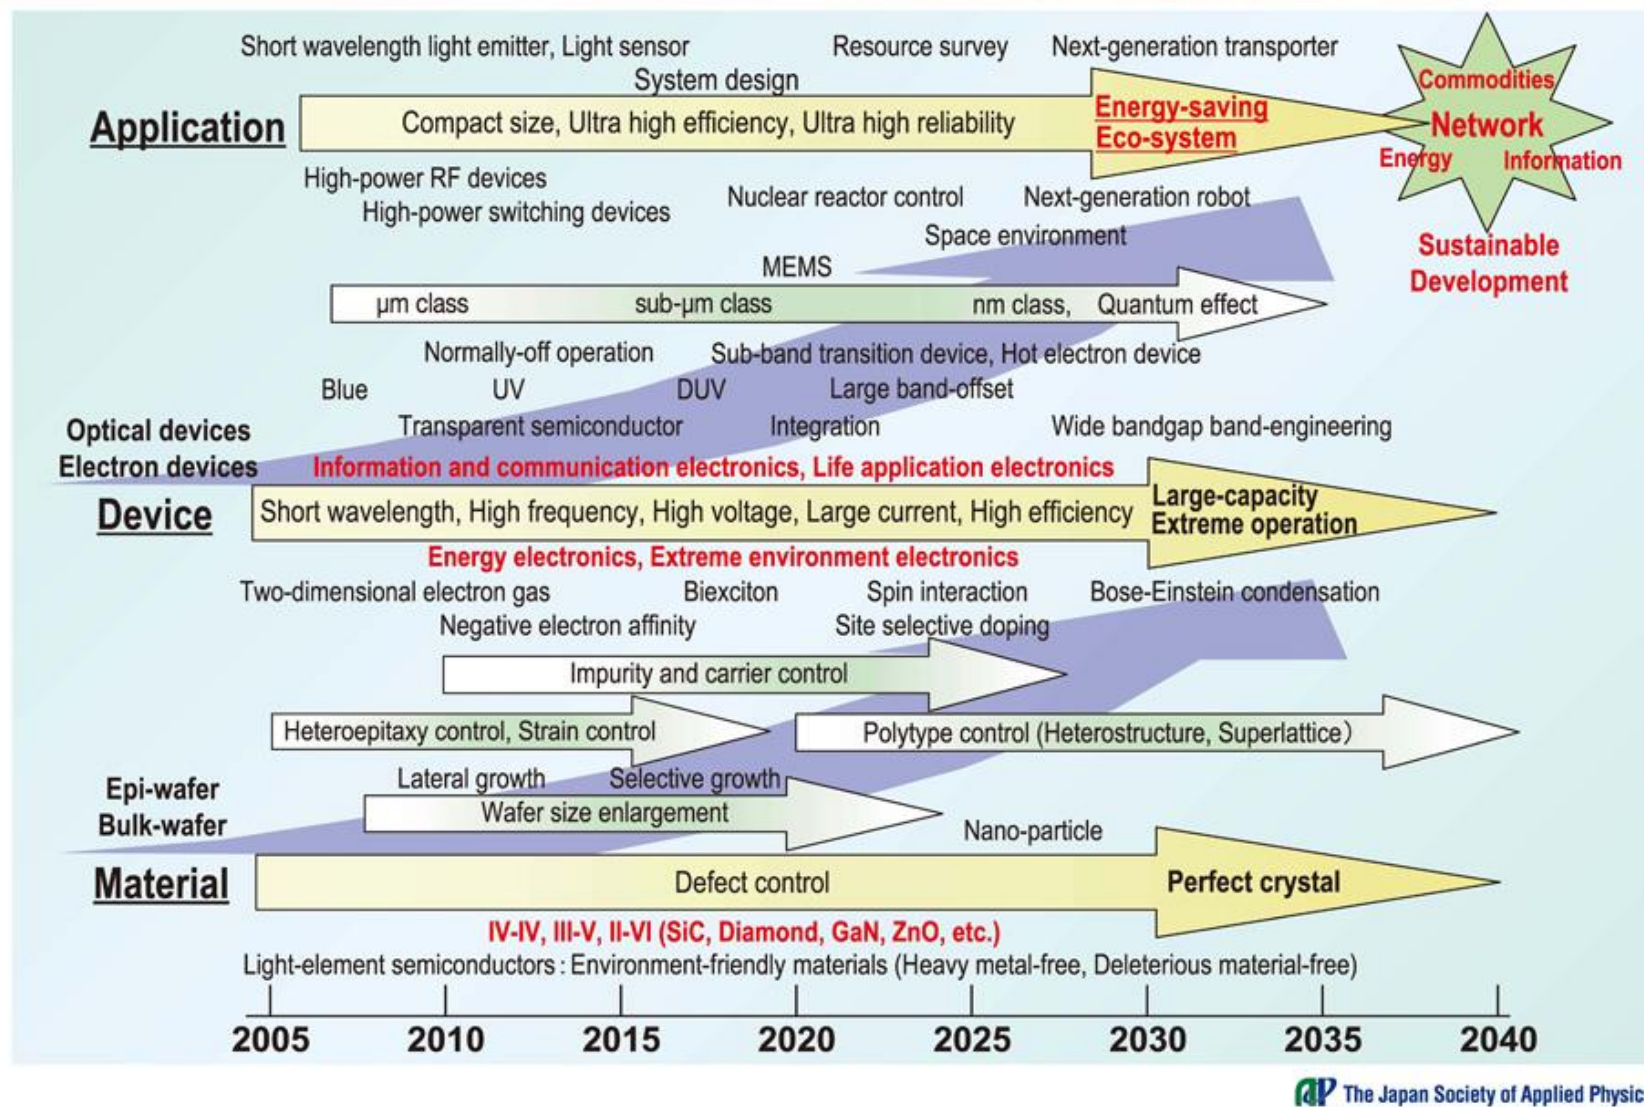 Short wavelength light emitter, Light sensor
Resource survey
Next-generation transporter
System design
Commodities
Application
Compact size, Ultra high efficiency, Ultra high reliability
Energy-saving
Eco-system
Network
Energy
Information
High-power RF devices
High-power switching devices
Nuclear reactor control
Next-generation robot
Space environment
Sustainable
Development
MEMS
µm class
sub-µm class
nm class, Quantum effect
Normally-off operation
Sub-band transition device, Hot electron device
Blue
UV
DUV
Large band-offset
Optical devices
Electron devices
Transparent semiconductor
Integration
Wide bandgap band-engineering
Information and communication electronics, Life application electronics
Device
Short wavelength, High frequency, High voltage, Large current, High efficiency
Large-capacity
Extreme operation
Energy electronics, Extreme environment electronics
Two-dimensional electron gas
Biexciton
Spin interaction
Bose-Einstein condensation
Negative electron affinity
Site selective doping
Impurity and carrier control
Heteroepitaxy control, Strain control
Polytype control (Heterostructure, Superlattice)
Epi-wafer
Bulk-wafer
Lateral growth
Selective growth
Wafer size enlargement
Nano-particle
Material
Defect control
Perfect crystal
IV-IV, III-V, II-VI (SiC, Diamond, GaN, ZnO, etc.)
Light-element semiconductors : Environment-friendly materials (Heavy metal-free, Deleterious material-free)
2005 2010 2015 2020 2025 2030 2035 2040
The Japan Society of Applied Physic